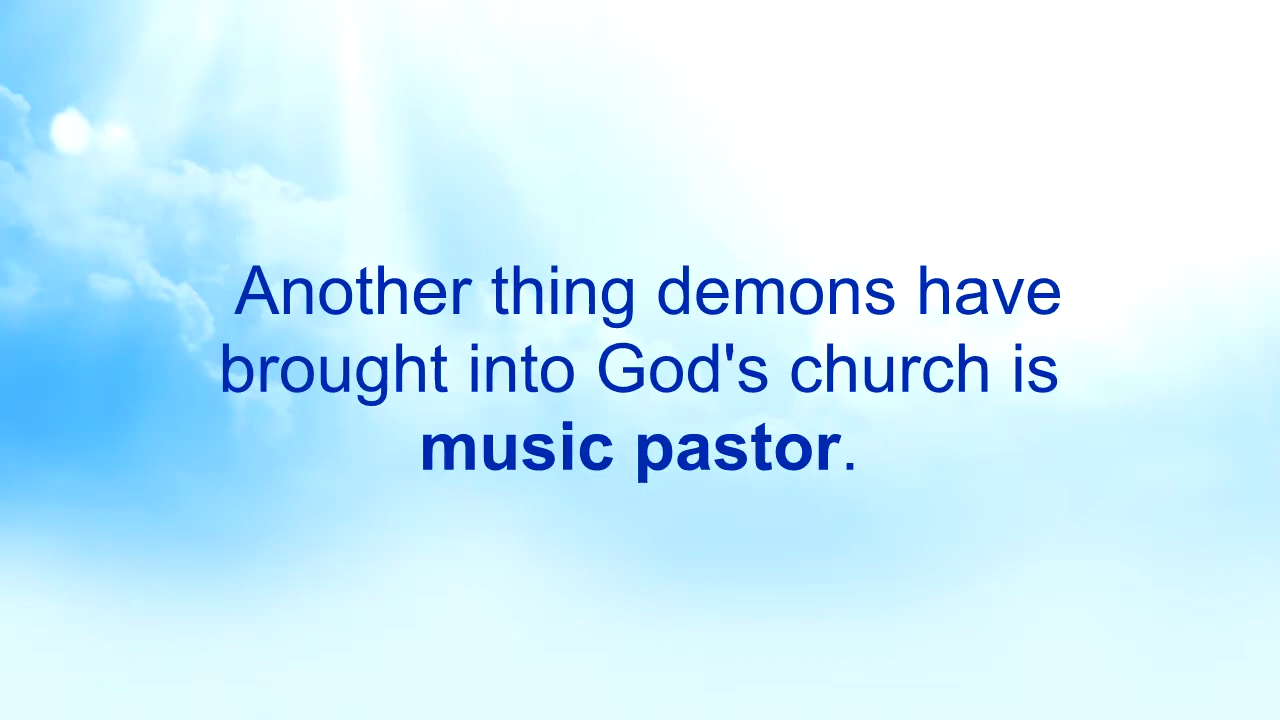 Another thing demons have
brought into God's church is
music pastor.